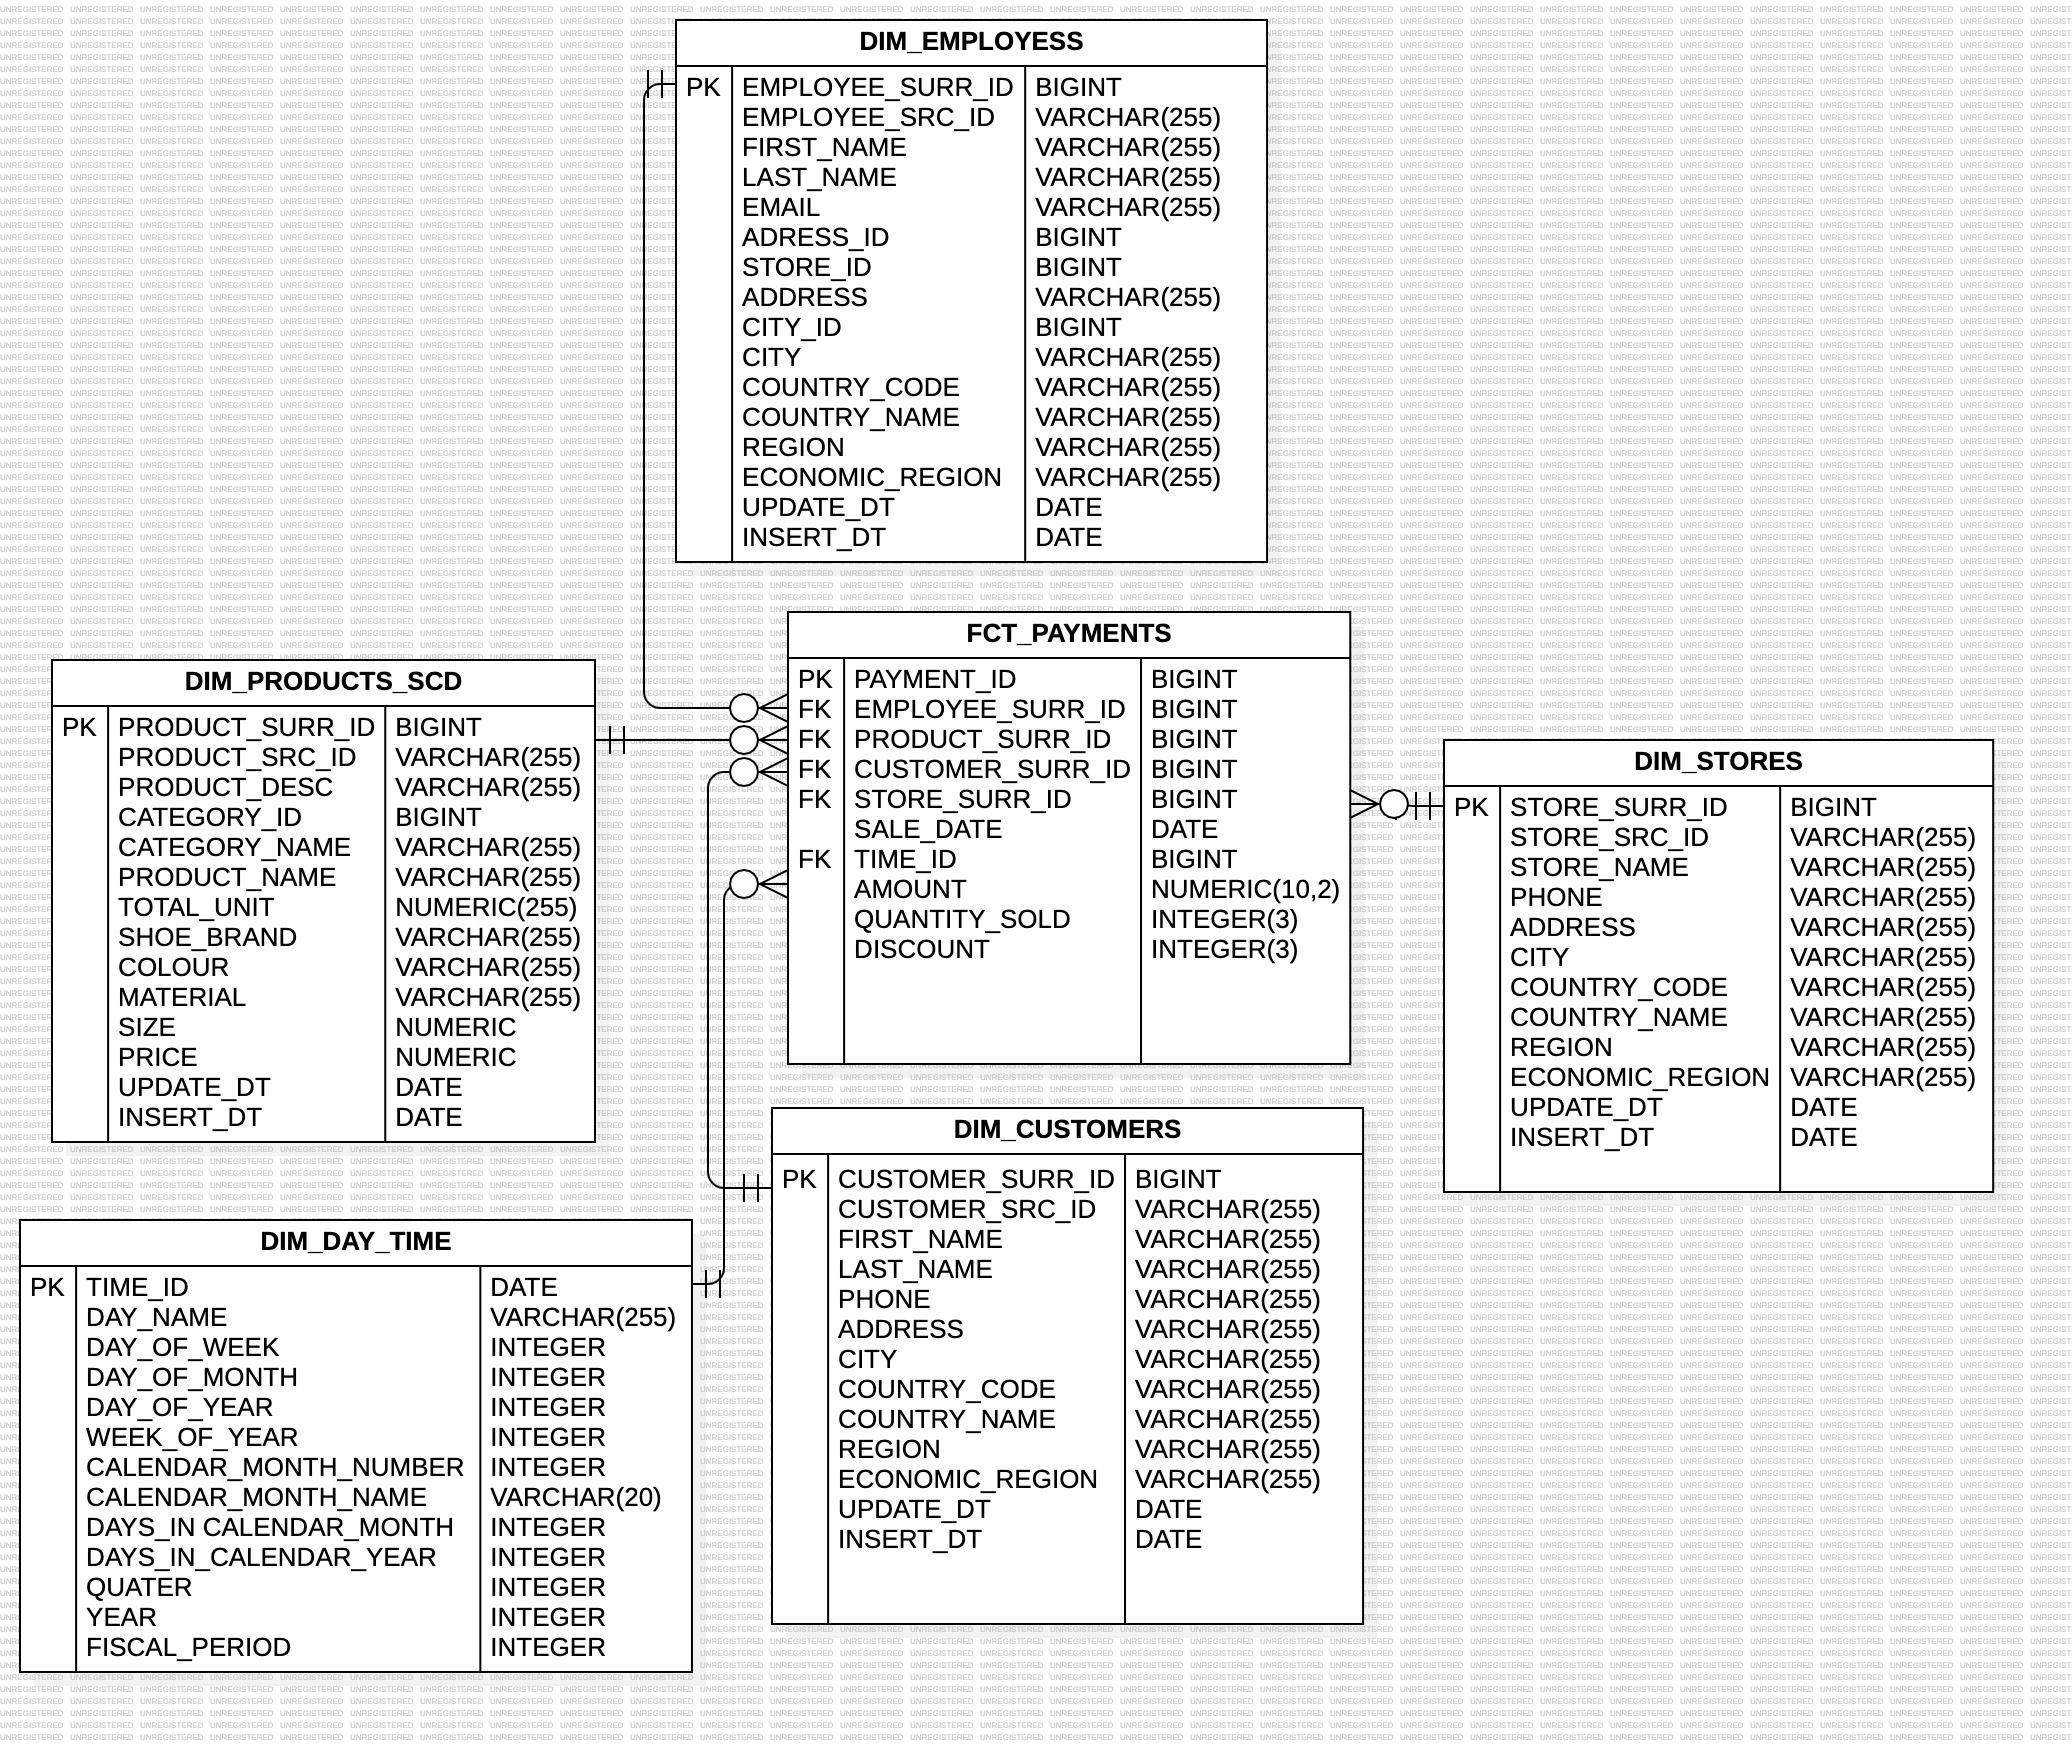 DIM_EMPLOYESS
PK EMPLOYEE_SURR_ID BIGINT
EMPLOYEE_SRC_ID VARCHAR(255)
FIRST_NAME VARCHAR(255)
LAST_NAME VARCHAR(255)
EMAIL VARCHAR(255)
ADRESS_ID BIGINT
STORE_ID BIGINT
ADDRESS VARCHAR(255)
CITY_ID BIGINT
CITY VARCHAR(255)
COUNTRY_CODE VARCHAR(255)
COUNTRY_NAME VARCHAR(255)
REGION VARCHAR(255)
ECONOMIC_REGION VARCHAR(255)
UPDATE_DT DATE
INSERT_DT DATE
FCT_PAYMENTS
PK PAYMENT_ID BIGINT
FK EMPLOYEE_SURR_ID BIGINT
FK PRODUCT_SURR_ID BIGINT
FK CUSTOMER_SURR_ID BIGINT
FK STORE_SURR_ID BIGINT
SALE_DATE DATE
FK TIME_ID BIGINT
AMOUNT NUMERIC(10,2)
QUANTITY_SOLD INTEGER(3)
DISCOUNT INTEGER(3)
DIM_PRODUCTS_SCD
PK PRODUCT_SURR_ID BIGINT
PRODUCT_SRC_ID VARCHAR(255)
PRODUCT_DESC VARCHAR(255)
CATEGORY_ID BIGINT
CATEGORY_NAME VARCHAR(255)
PRODUCT_NAME VARCHAR(255)
TOTAL_UNIT NUMERIC(255)
SHOE_BRAND VARCHAR(255)
COLOUR VARCHAR(255)
MATERIAL VARCHAR(255)
SIZE NUMERIC
PRICE NUMERIC
UPDATE_DT DATE
INSERT_DT DATE
DIM_STORES
PK STORE_SURR_ID BIGINT
STORE_SRC_ID VARCHAR(255)
STORE_NAME VARCHAR(255)
PHONE VARCHAR(255)
ADDRESS VARCHAR(255)
CITY VARCHAR(255)
COUNTRY_CODE VARCHAR(255)
COUNTRY_NAME VARCHAR(255)
REGION VARCHAR(255)
ECONOMIC_REGION VARCHAR(255)
UPDATE_DT DATE
INSERT_DT DATE
DIM_CUSTOMERS
PK CUSTOMER_SURR_ID BIGINT
CUSTOMER_SRC_ID VARCHAR(255)
FIRST_NAME VARCHAR(255)
LAST_NAME VARCHAR(255)
PHONE VARCHAR(255)
ADDRESS VARCHAR(255)
CITY VARCHAR(255)
COUNTRY_CODE VARCHAR(255)
COUNTRY_NAME VARCHAR(255)
REGION VARCHAR(255)
ECONOMIC_REGION VARCHAR(255)
UPDATE_DT DATE
INSERT_DT DATE
DIM_DAY_TIME
PK TIME_ID DATE
DAY_NAME VARCHAR(255)
DAY_OF_WEEK INTEGER
DAY_OF_MONTH INTEGER
DAY_OF_YEAR INTEGER
WEEK_OF_YEAR INTEGER
CALENDAR_MONTH_NUMBER INTEGER
CALENDAR_MONTH_NAME VARCHAR(20)
DAYS_IN CALENDAR_MONTH INTEGER
DAYS_IN_CALENDAR_YEAR INTEGER
QUATER INTEGER
YEAR INTEGER
FISCAL_PERIOD INTEGER
UNREGISTERED